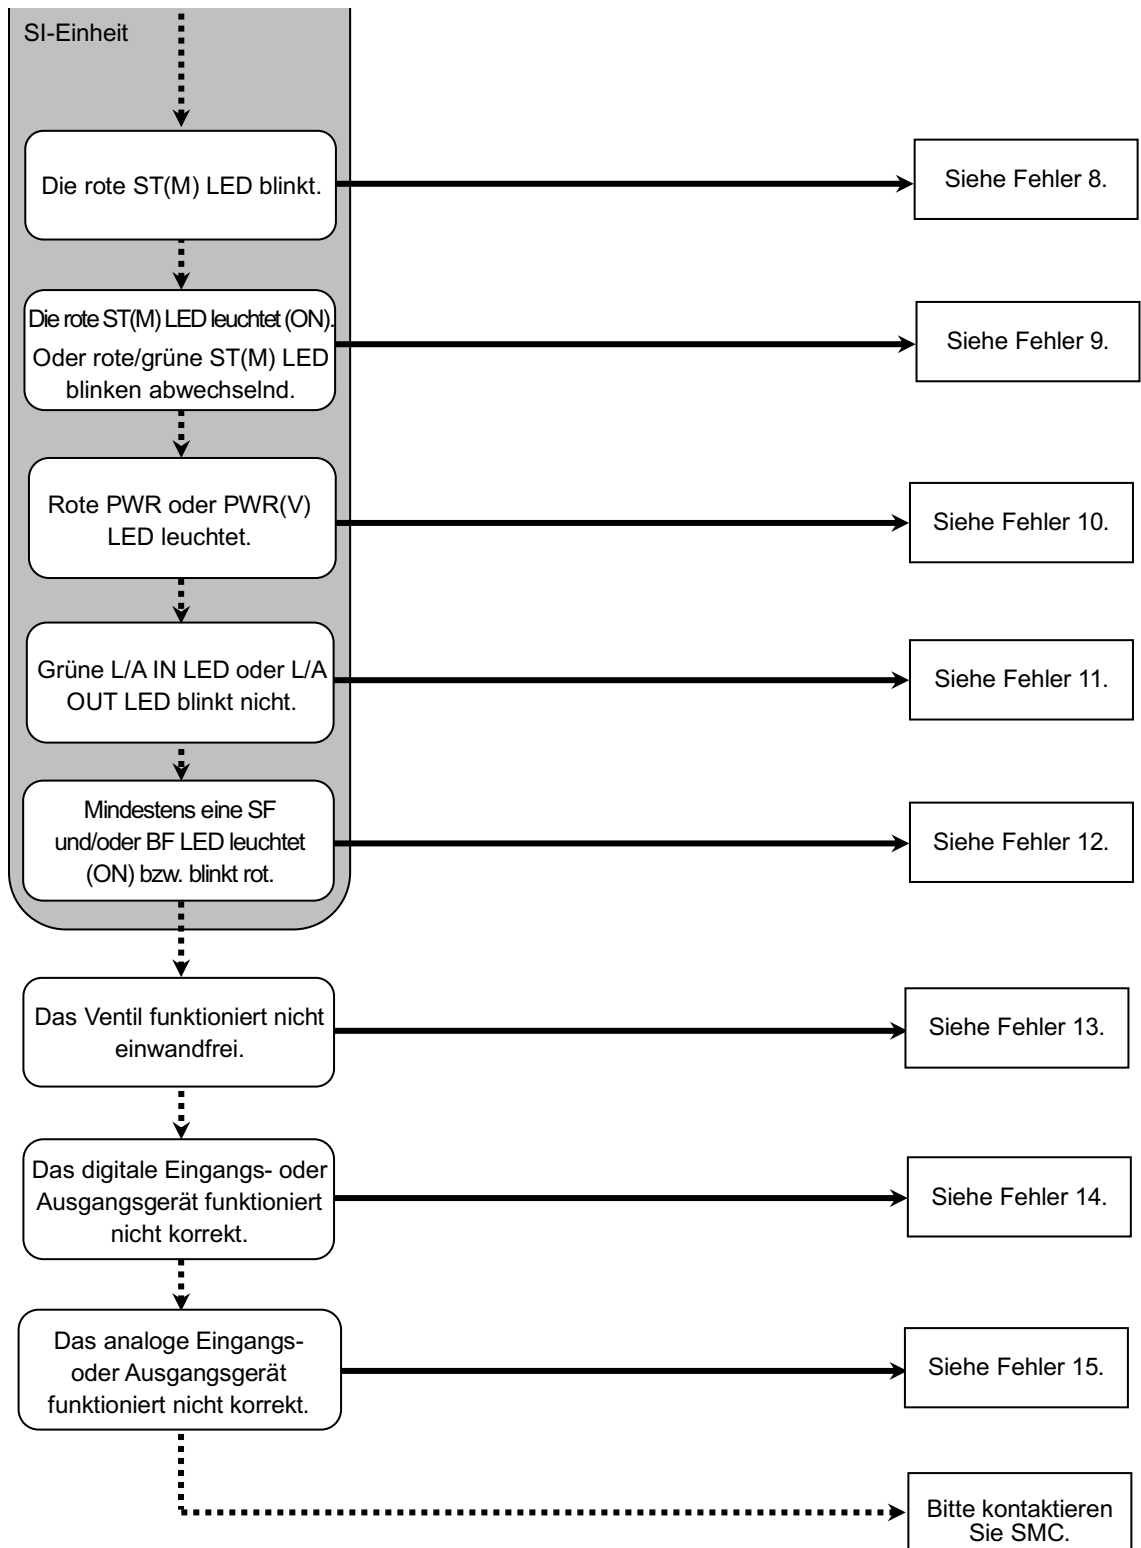 SI-Einheit
Die rote ST(M) LED blinkt.
Siehe Fehler 8.
Die rote ST(M) LED leuchtet (ON).
Oder rote/grüne ST(M) LED
blinken abwechselnd.
Siehe Fehler 9.
Rote PWR oder PWR(V)
LED leuchtet.
Siehe Fehler 10.
Grüne L/A IN LED oder L/A
OUT LED blinkt nicht.
Siehe Fehler 11.
Mindestens eine SF
und/oder BF LED leuchtet
(ON) bzw. blinkt rot.
Siehe Fehler 12.
Das Ventil funktioniert nicht
einwandfrei.
Siehe Fehler 13.
Das digitale Eingangs- oder
Ausgangsgerät funktioniert
nicht korrekt.
Siehe Fehler 14.
Das analoge Eingangs-
oder Ausgangsgerät
funktioniert nicht korrekt.
Siehe Fehler 15.
Bitte kontaktieren
Sie SMC.